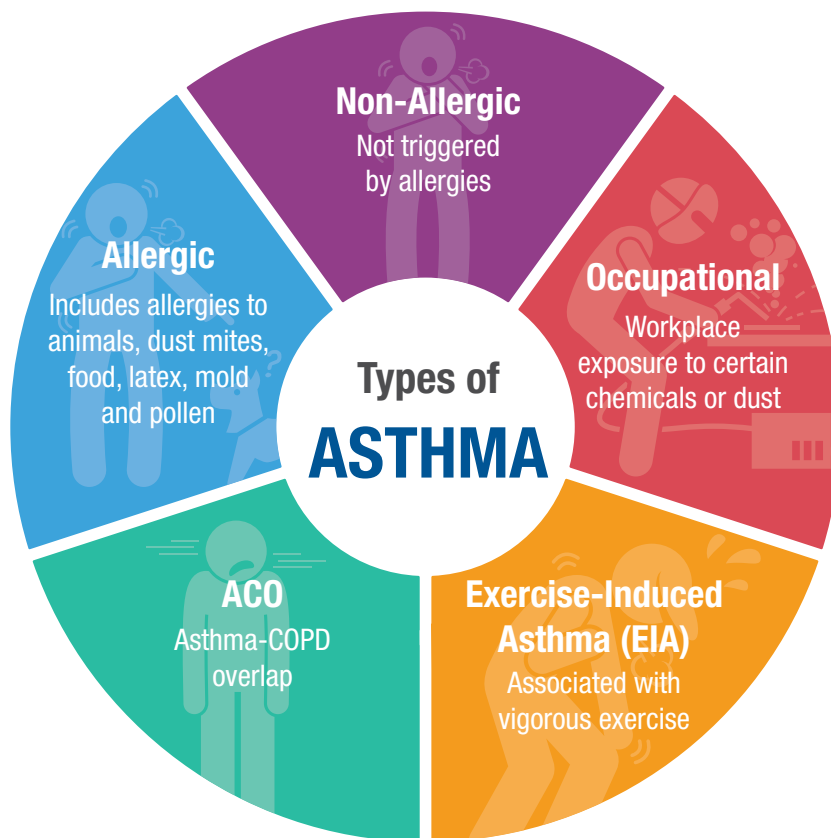 Types of
ASTHMA
Non-Allergic
Not triggered
by allergies
Occupational
Workplace
exposure to certain
chemicals or dust
Exercise-Induced
Asthma (EIA)
Associated with
vigorous exercise
ACO
Asthma-COPD
overlap
Allergic
Includes allergies to
animals, dust mites,
food, latex, mold
and pollen
?